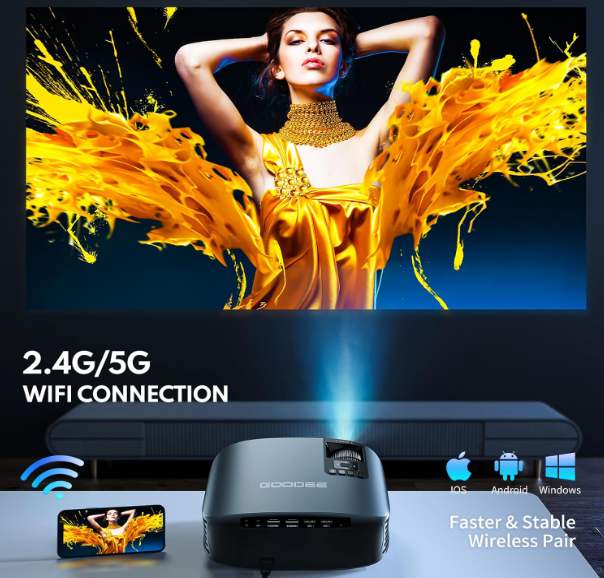 2.4G/5G
WIFI CONNECTION
GOODEE
IOS
Android
Windows
Faster & Stable
Wireless Pair